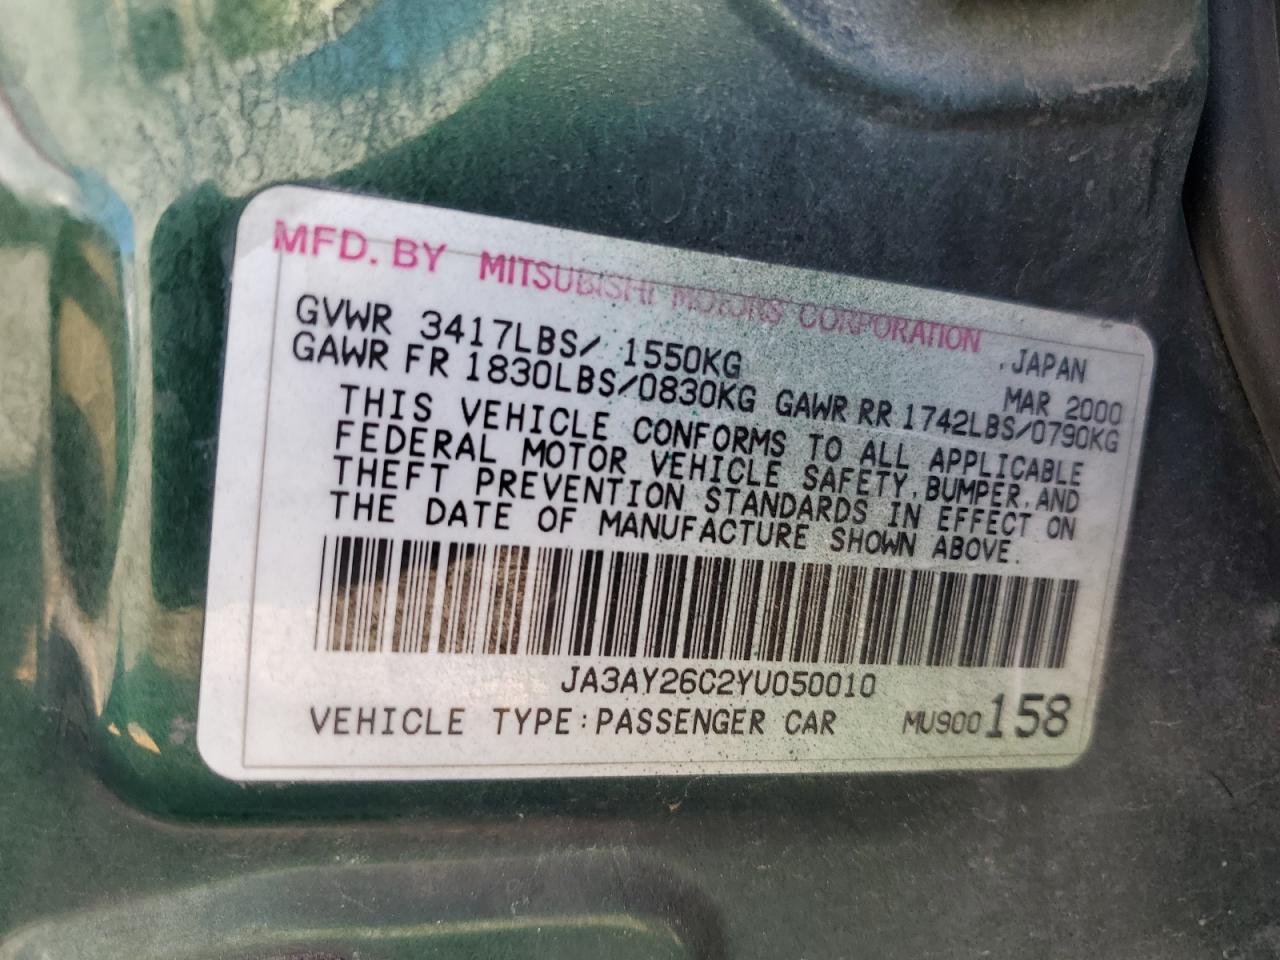 MFD. BY MITSUBISHI MOTORS CORPORATION
GVWR 3417LBS/ 1550KG .JAPAN
GAWR FR 1830LBS/0830KG GAWR RR 1742LBS/0790KG MAR 2000
THIS VEHICLE CONFORMS TO ALL APPLICABLE
FEDERAL MOTOR VEHICLE SAFETY, BUMPER, AND
THEFT PREVENTION STANDARDS IN EFFECT ON
THE DATE OF MANUFACTURE SHOWN ABOVE.
JA3AY26C2YU050010
VEHICLE TYPE:PASSENGER CAR MU900158